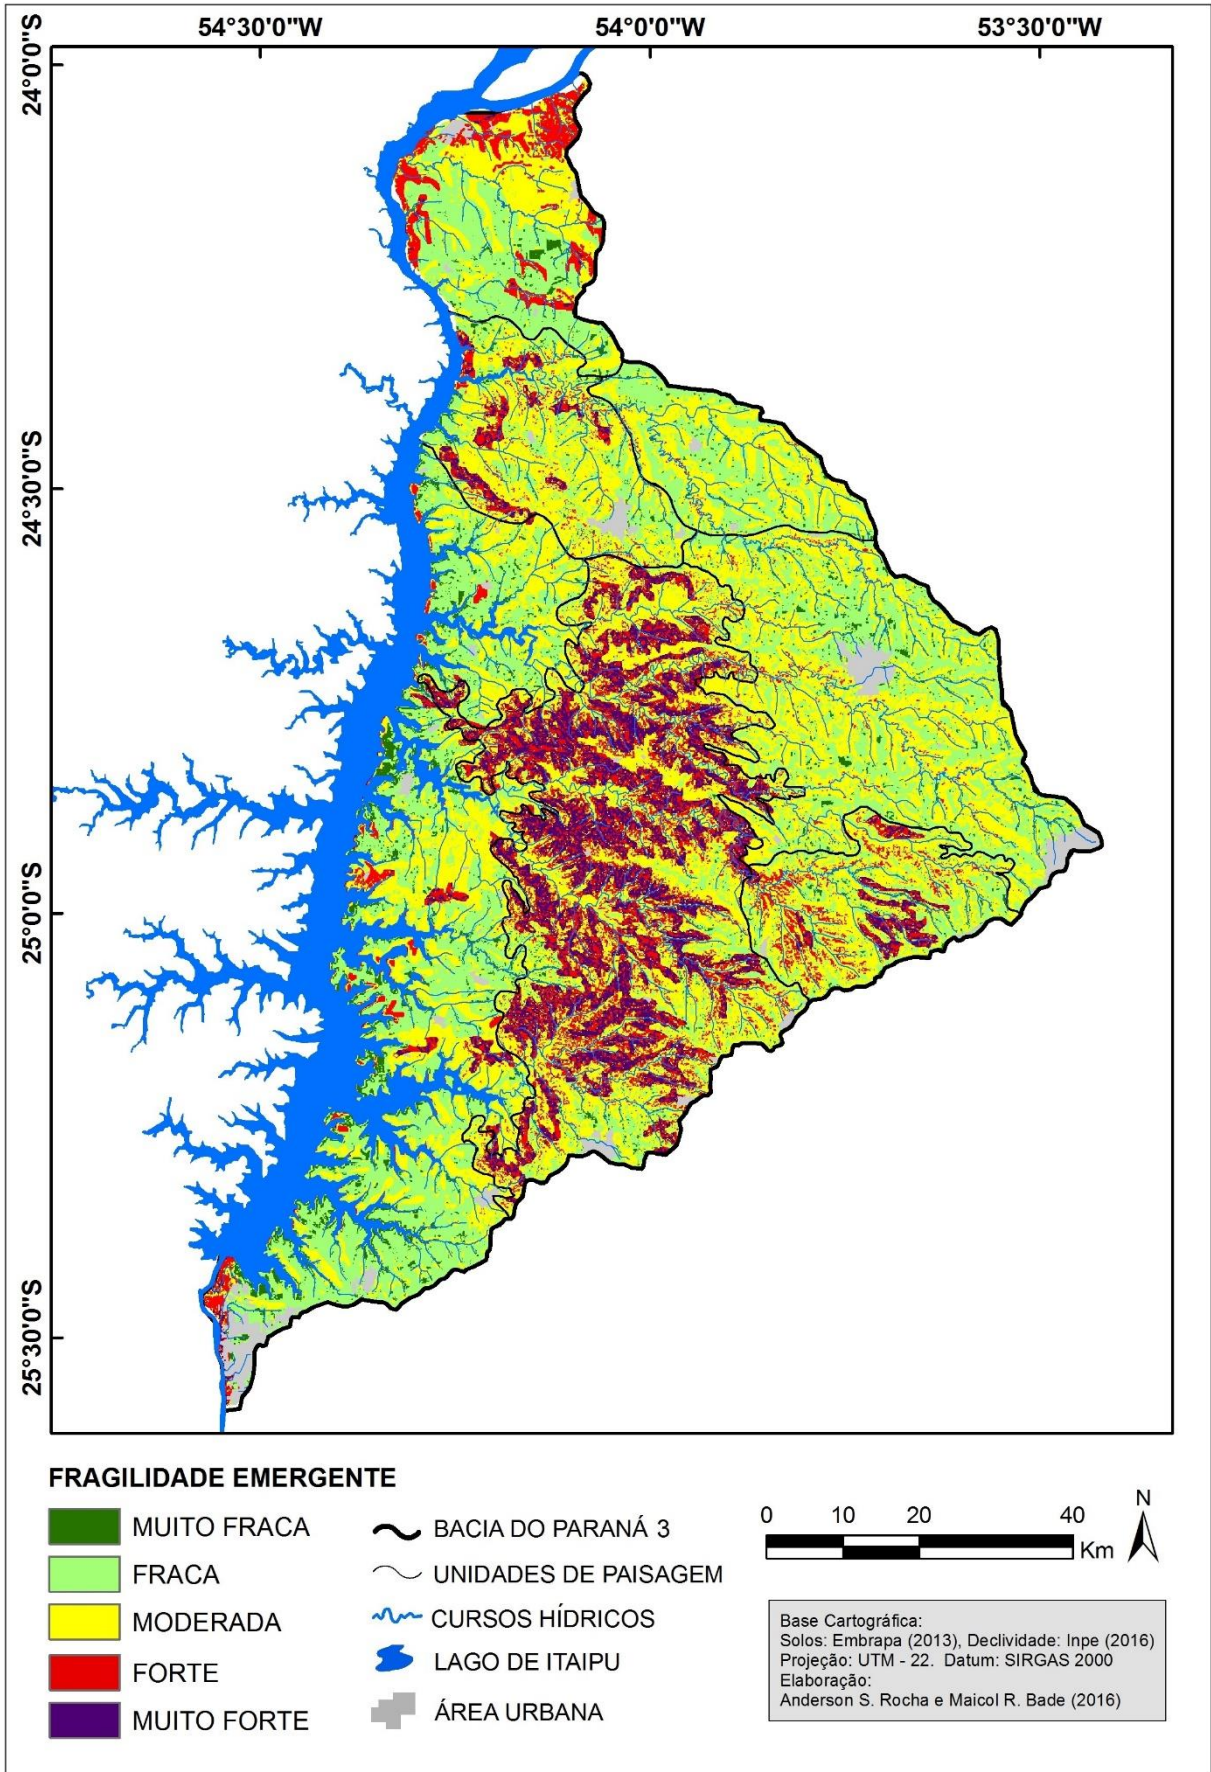 54°30'0"W 54°0'0"W 53°30'0"W
24°0'0"S
24°30'0"S
25°0'0"S
25°30'0"S
FRAGILIDADE EMERGENTE
MUITO FRACA
FRACA
MODERADA
FORTE
MUITO FORTE
BACIA DO PARANÁ 3
UNIDADES DE PAISAGEM
CURSOS HÍDRICOS
LAGO DE ITAIPU
ÁREA URBANA
0 10 20 40
Km
N
Base Cartográfica:
Solos: Embrapa (2013), Declividade: Inpe (2016)
Projeção: UTM - 22. Datum: SIRGAS 2000
Elaboração:
Anderson S. Rocha e Maicol R. Bade (2016)